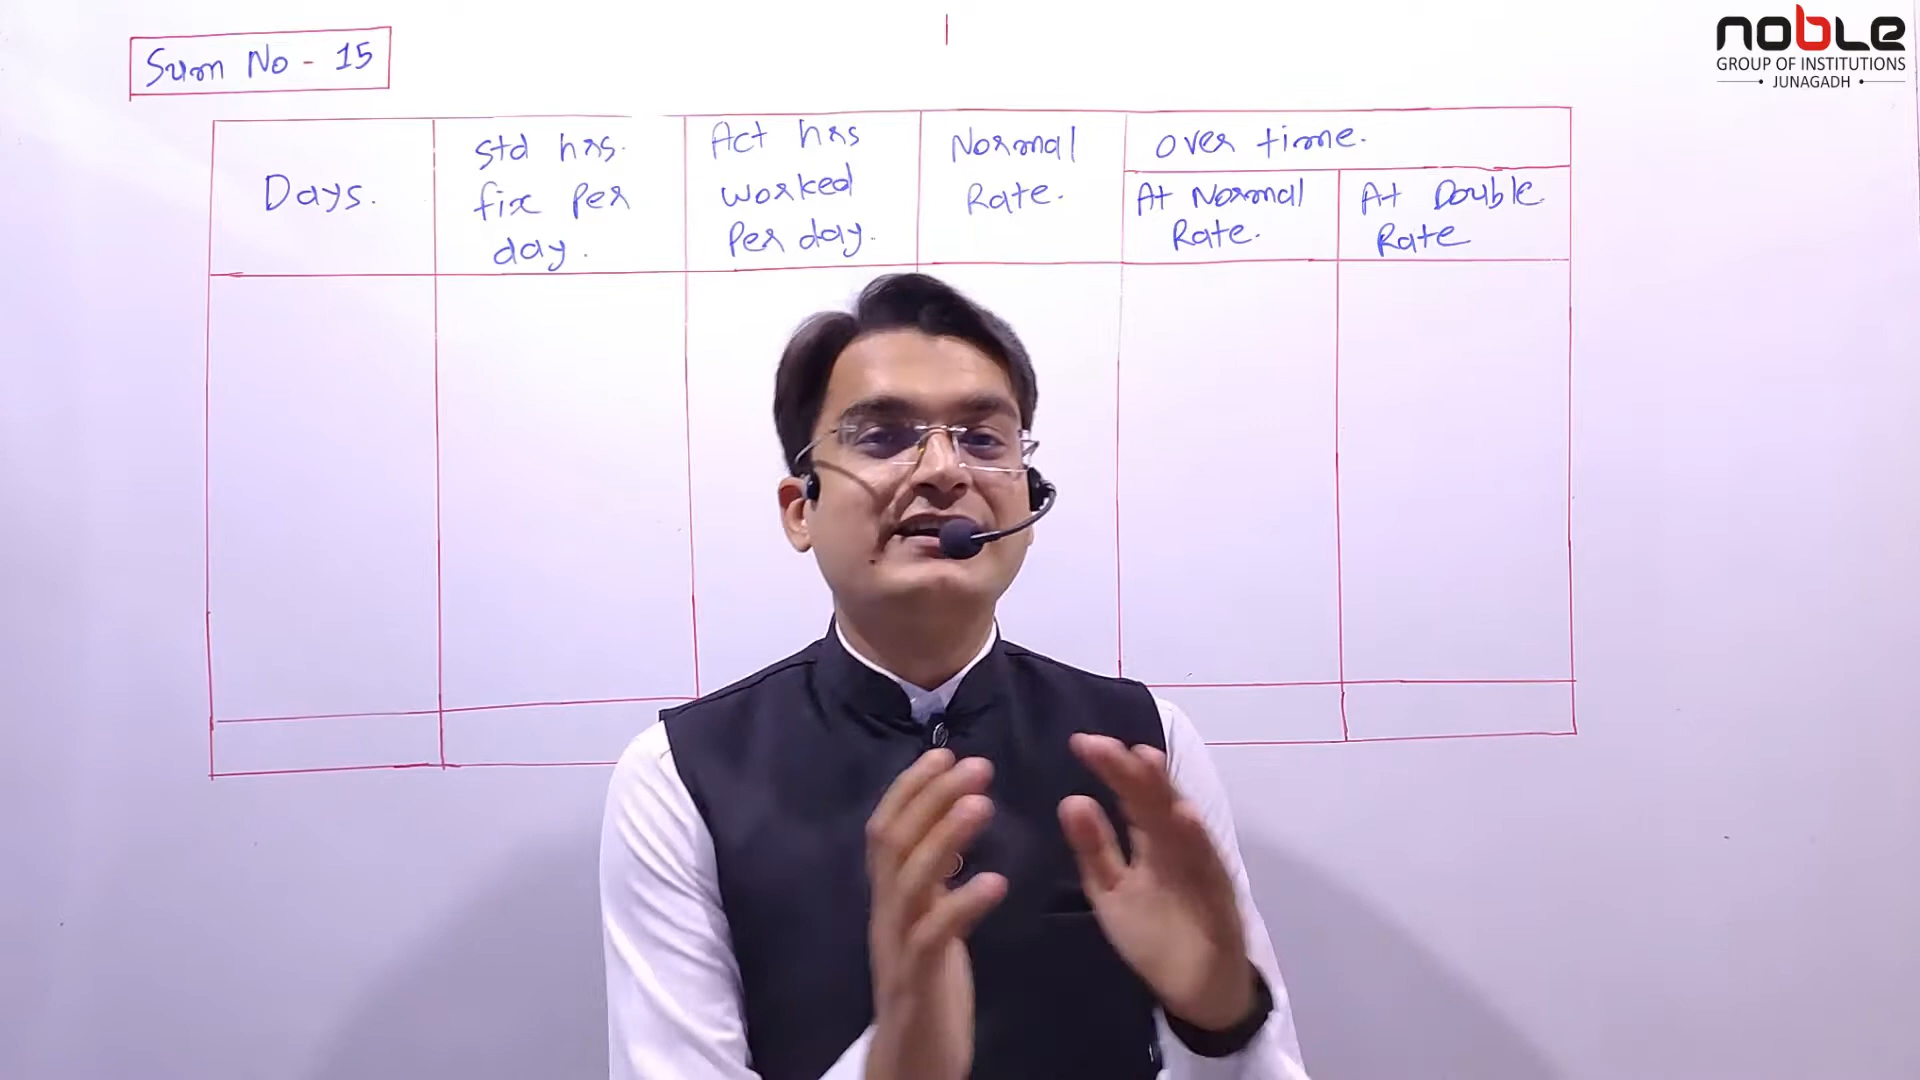 Sum No - 15
noble
GROUP OF INSTITUTIONS
• JUNAGADH •
Days.
Std hrs.
fix per
day.
Act hrs
worked
Per day.
Normal
Rate.
over time.
At Normal
Rate.
At Double
Rate